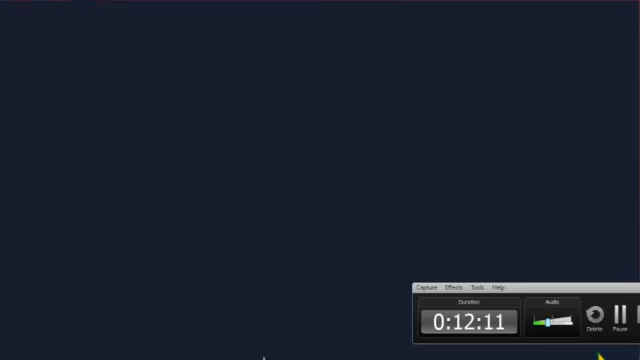 Capture Effects Tools Help
Duration Audio
0:12:11
Delete Pause